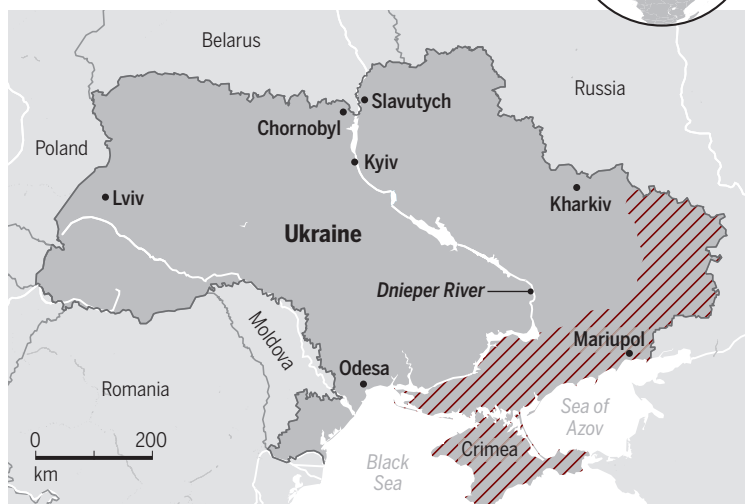 Belarus
Russia
Slavutych
Chornobyl
Poland
Kyiv
Lviv
Kharkiv
Ukraine
Dnieper River
Moldova
Mariupol
Odesa
Romania
Sea of
Azov
0 200
km
Crimea
Black
Sea